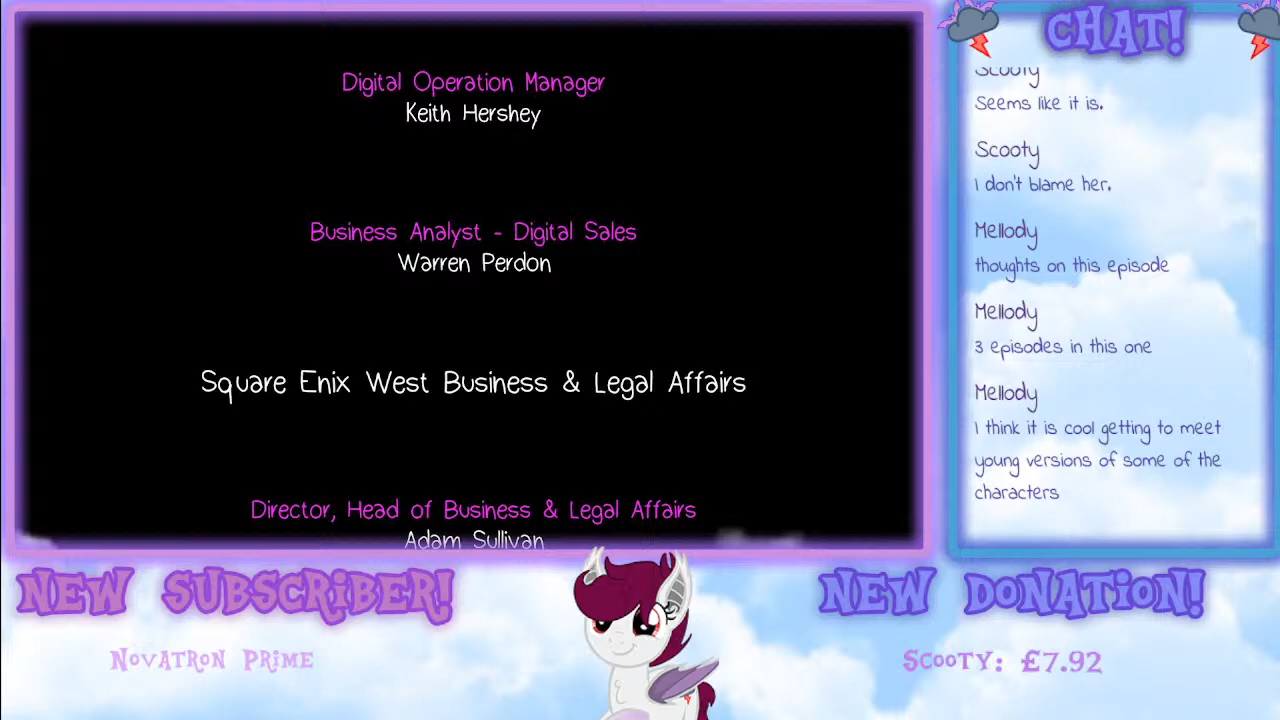 Digital Operation Manager
Keith Hershey
Business Analyst - Digital Sales
Warren Perdon
Square Enix West Business & Legal Affairs
Director, Head of Business & Legal Affairs
Adam Sullivan
CHAT!
Scooty
Seems like it is.
Scooty
I don't blame her.
Mellody
thoughts on this episode
Mellody
3 episodes in this one
Mellody
I think it is cool getting to meet
young versions of some of the
characters
NEW SUBSCRIBER!
NOVATRON PRIME
NEW DONATION!
SCOOTY: £7.92